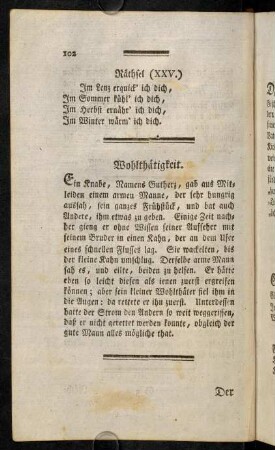 102
Räthsel (XXV.)
Im Lenz erquick' ich dich,
Im Sommer kühl' ich dich,
Im Herbst ernähr' ich dich,
Im Winter wärm' ich dich.
Wohlthätigkeit.
Ein Knabe, Namens Gutherz, gab aus Mit-
leiden einem armen Manne, der sehr hungrig
aussah, sein ganzes Frühstück, und bat auch
Andere, ihm etwas zu geben. Einige Zeit nach-
her gieng er ohne Wissen seiner Aufseher mit
seinem Bruder in einen Kahn, der an dem Ufer
eines schnellen Flusses lag. Sie wackelten, bis
der kleine Kahn umschlug. Derselbe arme Mann
sah es, und eilte, beiden zu helfen. Er hätte
eben so leicht diesen als jenen zuerst ergreifen
können; aber sein kleiner Wohlthäter fiel ihm in
die Augen: da rettete er ihn zuerst. Unterdessen
hatte der Strom den Andern so weit weggerissen,
daß er nicht gerettet werden konnte, obgleich der
gute Mann alles mögliche that.
Der